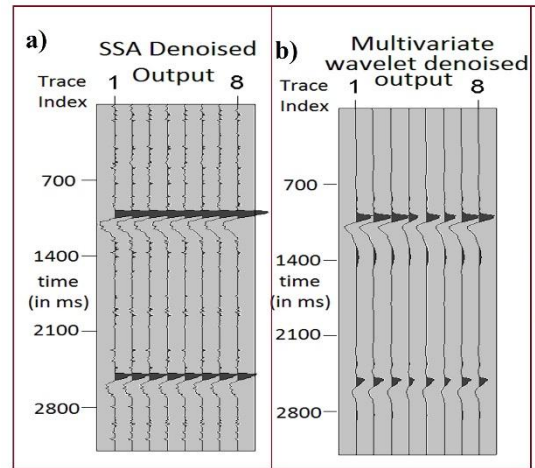 a)
SSA Denoised
Output
Trace
Index
1
8
700
1400
time
(in ms)
2100
2800
b)
Multivariate
wavelet denoised
output
Trace
Index
1
8
700
1400
time
(in ms)
2100
2800